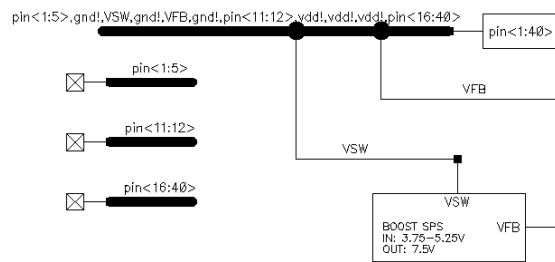 pin<1:5>,gnd!,VSW,gnd!,VFB,gnd!,pin<11:12>,vdd!,vdd!,vdd!,pin<16:40>
pin<1:40>
pin<1:5>
VFB
pin<11:12>
VSW
pin<16:40>
VSW
BOOST SPS
VFB
IN: 3.75-5.25V
OUT: 7.5V